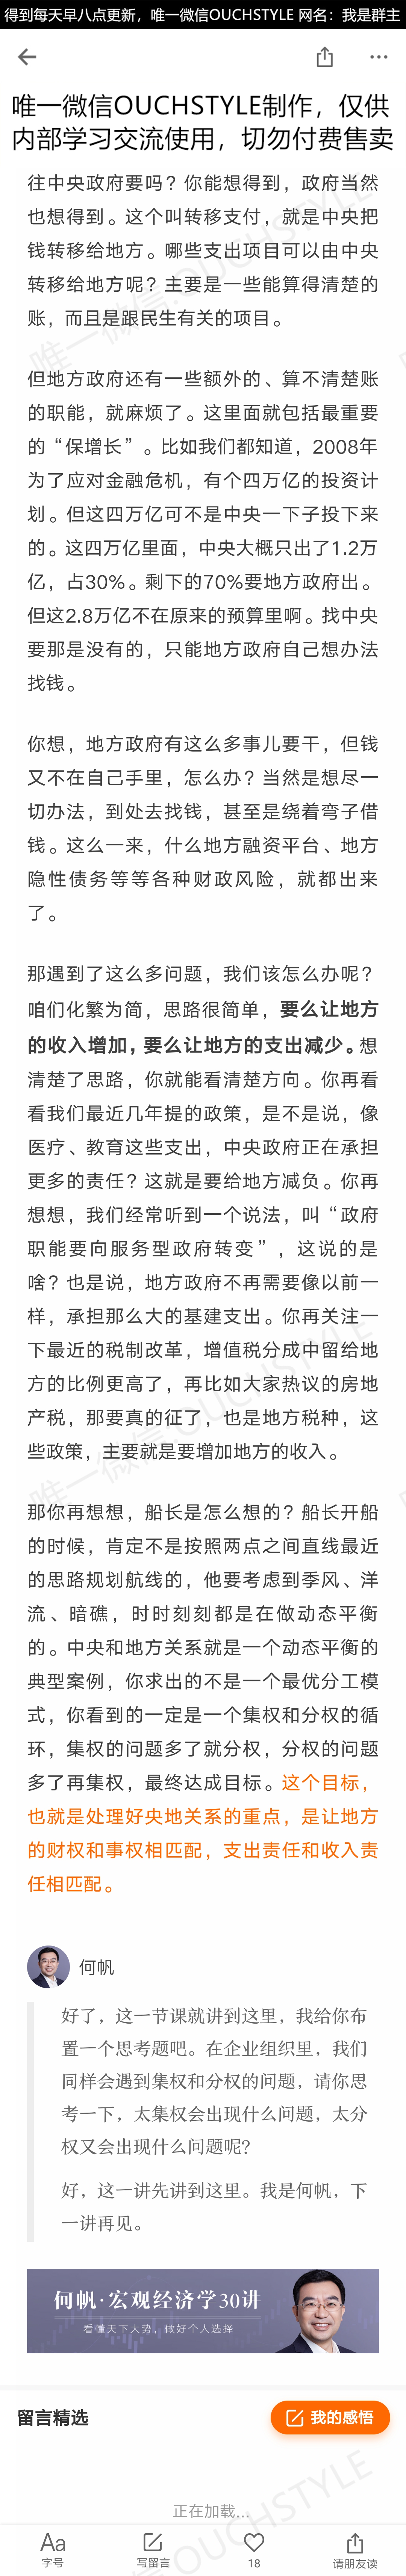 得到每天早八点更新，唯一微信OUCHSTYLE 网名：我是群主
唯一微信OUCHSTYLE制作，仅供
内部学习交流使用，切勿付费售卖
往中央政府要吗？你能想得到，政府当然
也想得到。这个叫转移支付，就是中央把
钱转移给地方。哪些支出项目可以由中央
转移给地方呢？主要是一些能算得清楚的
账，而且是跟民生有关的项目。
但地方政府还有一些额外的、算不清楚账
的职能，就麻烦了。这里面就包括最重要
的“保增长”。比如我们都知道，2008年
为了应对金融危机，有个四万亿的投资计
划。但这四万亿可不是中央一下子投下来
的。这四万亿里面，中央大概只出了1.2万
亿，占30%。剩下的70%要地方政府出。
但这2.8万亿不在原来的预算里啊。找中央
要那是没有的，只能地方政府自己想办法
找钱。
你想，地方政府有这么多事儿要干，但钱
又不在自己手里，怎么办？当然是想尽一
切办法，到处去找钱，甚至是绕着弯子借
钱。这么一来，什么地方融资平台、地方
隐性债务等等各种财政风险，就都出来
了。
那遇到了这么多问题，我们该怎么办呢？
咱们化繁为简，思路很简单，要么让地方
的收入增加，要么让地方的支出减少。想
清楚了思路，你就能看清楚方向。你再看
看我们最近几年提的政策，是不是说，像
医疗、教育这些支出，中央政府正在承担
更多的责任？这就是要给地方减负。你再
想想，我们经常听到一个说法，叫“政府
职能要向服务型政府转变”，这说的是
啥？也是说，地方政府不再需要像以前一
样，承担那么大的基建支出。你再关注一
下最近的税制改革，增值税分成中留给地
方的比例更高了，再比如大家热议的房地
产税，那要真的征了，也是地方税种，这
些政策，主要就是要增加地方的收入。
那你再想想，船长是怎么想的？船长开船
的时候，肯定不是按照两点之间直线最近
的思路规划航线的，他要考虑到季风、洋
流、暗礁，时时刻刻都是在做动态平衡
的。中央和地方关系就是一个动态平衡的
典型案例，你求出的不是一个最优分工模
式，你看到的一定是一个集权和分权的循
环，集权的问题多了就分权，分权的问题
多了再集权，最终达成目标。这个目标，
也就是处理好央地关系的重点，是让地方
的财权和事权相匹配，支出责任和收入责
任相匹配。
何帆
好了，这一节课就讲到这里，我给你布
置一个思考题吧。在企业组织里，我们
同样会遇到集权和分权的问题，请你思
考一下，太集权会出现什么问题，太分
权又会出现什么问题呢？
好，这一讲先讲到这里。我是何帆，下
一讲再见。
何帆·宏观经济学30讲
看懂天下大势，做好个人选择
留言精选
我的感悟
正在加载...
Aa
字号
写留言
18
请朋友读
唯一微信:OUCHSTYLE
唯一微信:OUCHSTYLE
OUCHSTYLE